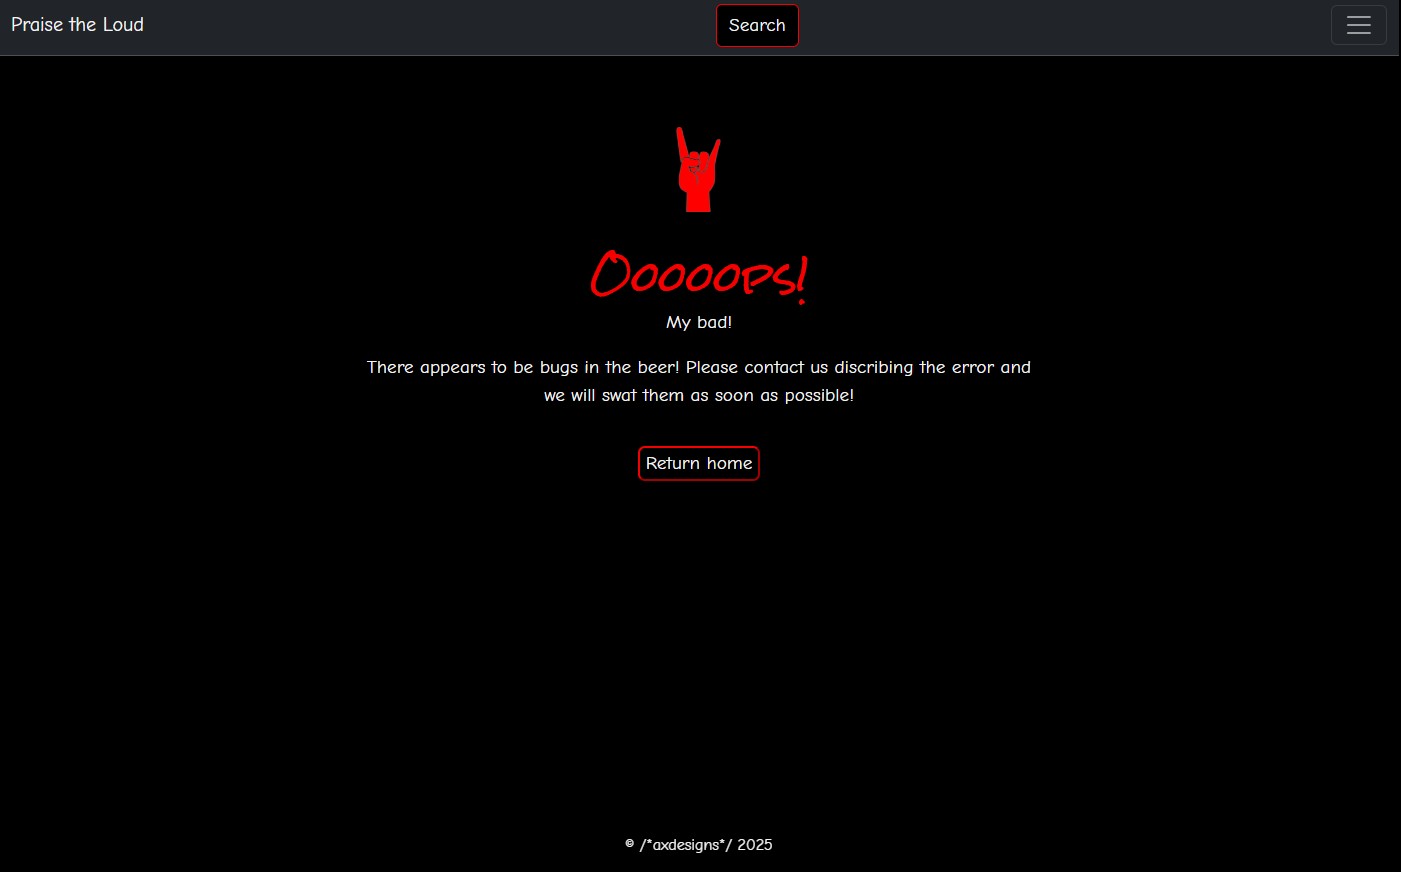 Praise the Loud
Search
Ooooops!
My bad!
There appears to be bugs in the beer! Please contact us discribing the error and
we will swat them as soon as possible!
Return home
© /*axdesigns*/ 2025